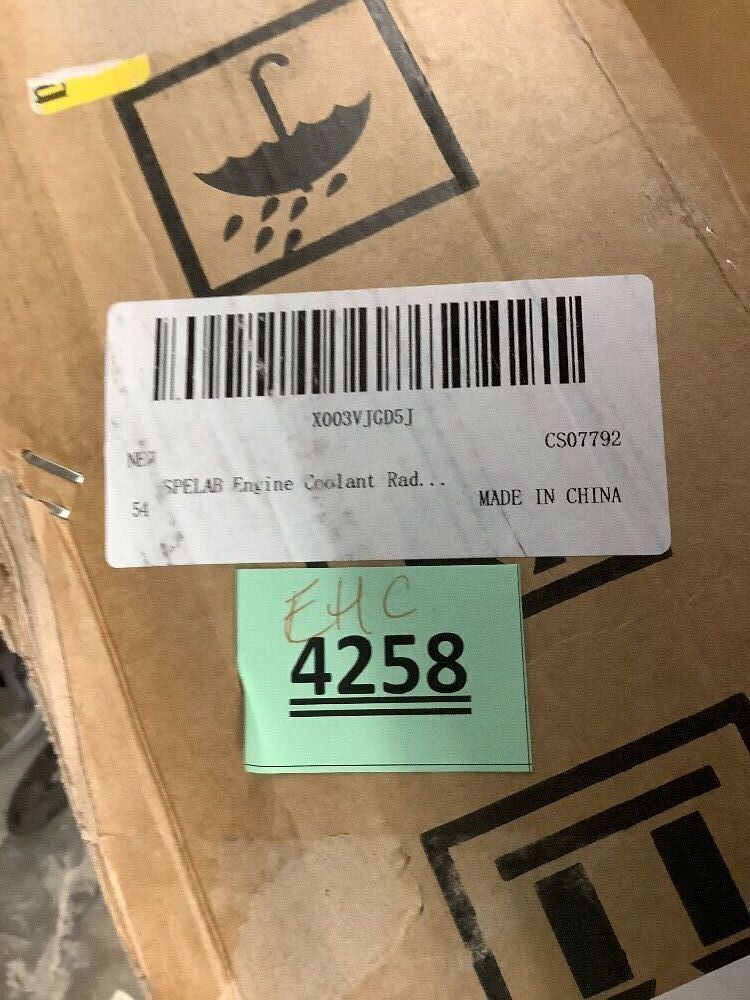 X003VJGD5J
CS07792
SPELAB Engine Coolant Rad...
54
MADE IN CHINA
EHC
4258